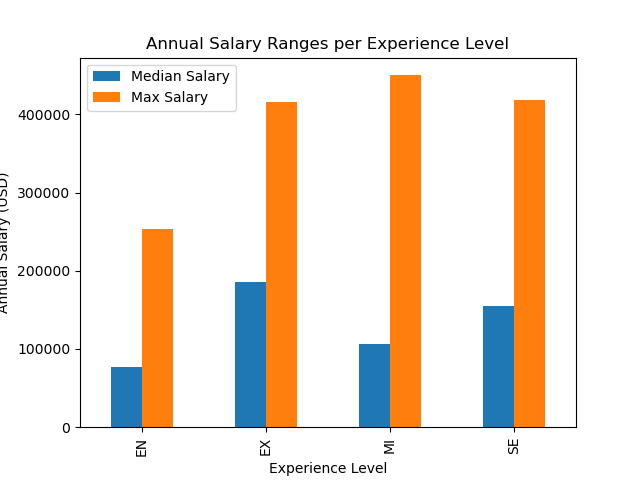 Annual Salary Ranges per Experience Level
Median Salary
Max Salary
400000
300000
200000
100000
0
Annual Salary (USD)
EN
EX
MI
SE
Experience Level